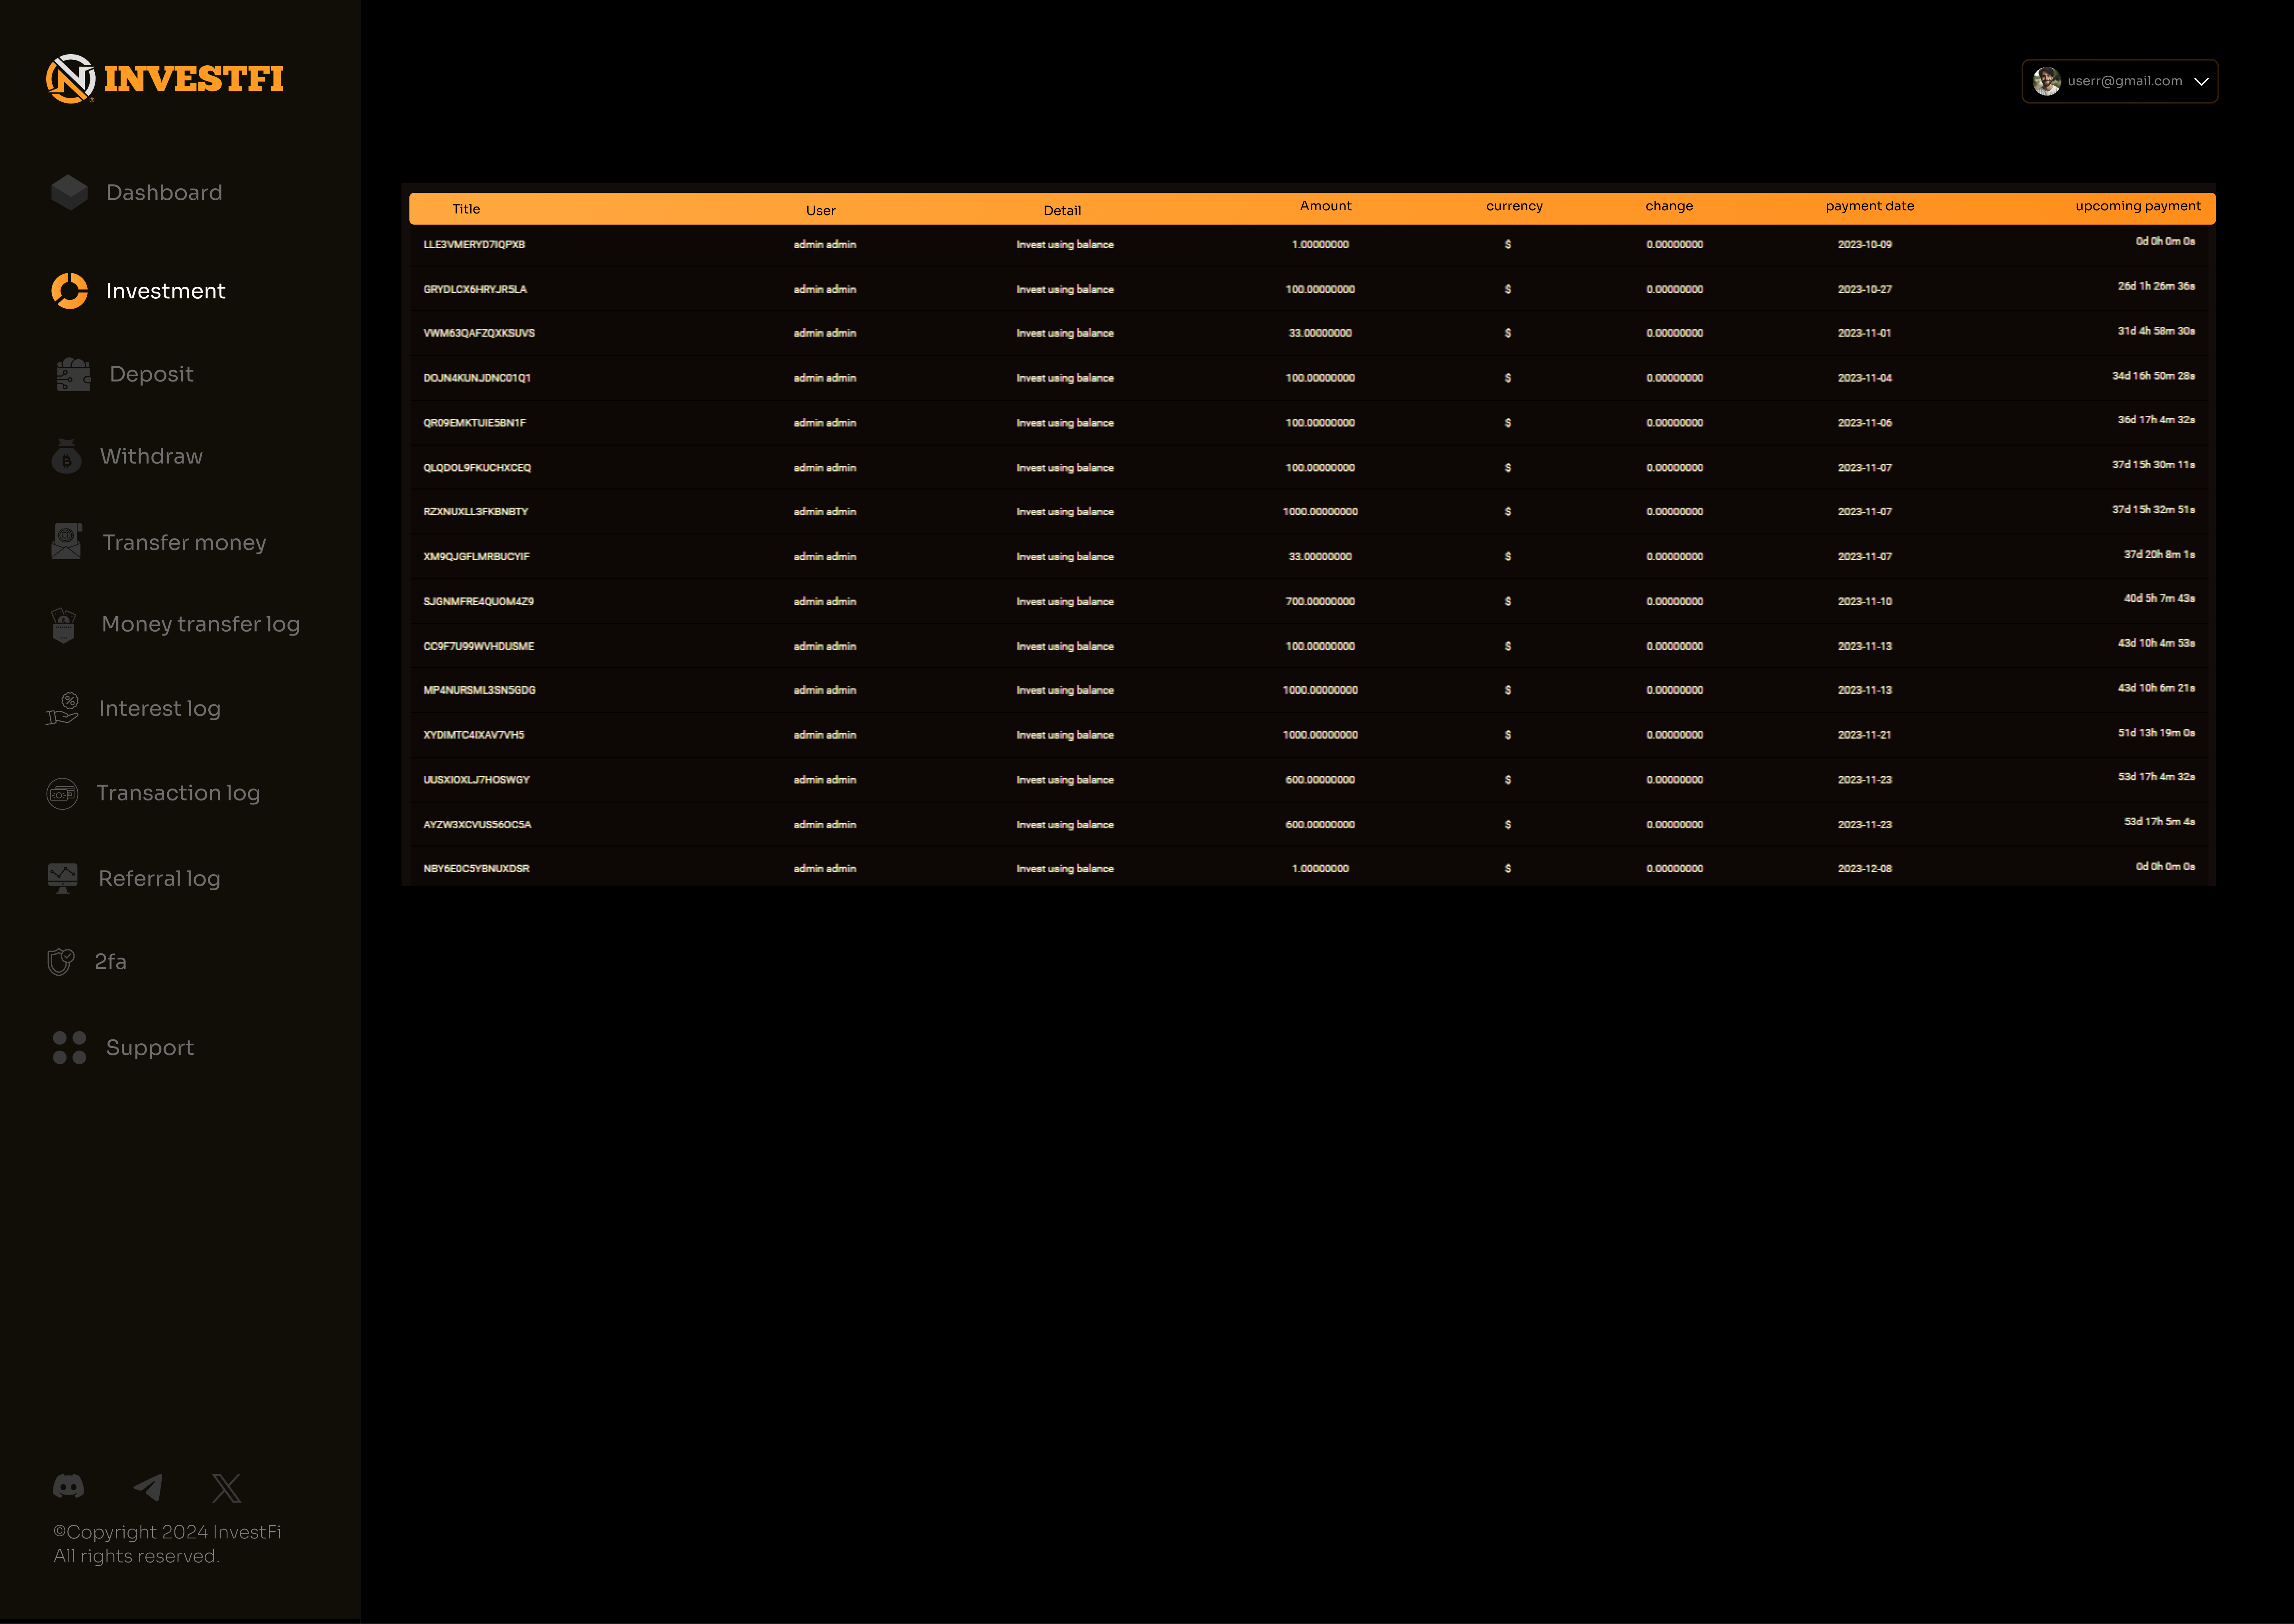 INVESTFI
userr@gmail.com
Dashboard
Investment
Deposit
Withdraw
Transfer money
Money transfer log
Interest log
Transaction log
Referral log
2fa
Support
Title User Detail Amount currency change payment date upcoming payment
LLE3VMERYD7IQPXB admin admin Invest using balance 1.00000000 $ 0.00000000 2023-10-09 0d 0h 0m 0s
GRYDLCX6HRYJR5LA admin admin Invest using balance 100.00000000 $ 0.00000000 2023-10-27 26d 1h 26m 36s
VWM63QAFZQXKSUVS admin admin Invest using balance 33.00000000 $ 0.00000000 2023-11-01 31d 4h 58m 30s
DOJN4KUNJDNC01Q1 admin admin Invest using balance 100.00000000 $ 0.00000000 2023-11-04 34d 16h 50m 28s
QR09EMKTUIE5BN1F admin admin Invest using balance 100.00000000 $ 0.00000000 2023-11-06 36d 17h 4m 32s
QLQDOL9FKUCHXCEQ admin admin Invest using balance 100.00000000 $ 0.00000000 2023-11-07 37d 15h 30m 11s
RZXNUXLL3FKBNBTY admin admin Invest using balance 1000.00000000 $ 0.00000000 2023-11-07 37d 15h 32m 51s
XM9QJGFLMRBUCYIF admin admin Invest using balance 33.00000000 $ 0.00000000 2023-11-07 37d 20h 8m 1s
SJGNMFRE4QUOM4Z9 admin admin Invest using balance 700.00000000 $ 0.00000000 2023-11-10 40d 5h 7m 43s
CC9F7U99WVHDUSME admin admin Invest using balance 100.00000000 $ 0.00000000 2023-11-13 43d 10h 4m 53s
MP4NURSML3SN5GDG admin admin Invest using balance 1000.00000000 $ 0.00000000 2023-11-13 43d 10h 6m 21s
XYDIMTC4IXAV7VH5 admin admin Invest using balance 1000.00000000 $ 0.00000000 2023-11-21 51d 13h 19m 0s
UUSXIOXLJ7HOSWGY admin admin Invest using balance 600.00000000 $ 0.00000000 2023-11-23 53d 17h 4m 32s
AYZW3XCVUS56OC5A admin admin Invest using balance 600.00000000 $ 0.00000000 2023-11-23 53d 17h 5m 4s
NBY6E0C5YBNUXDSR admin admin Invest using balance 1.00000000 $ 0.00000000 2023-12-08 0d 0h 0m 0s
©Copyright 2024 InvestFi
All rights reserved.